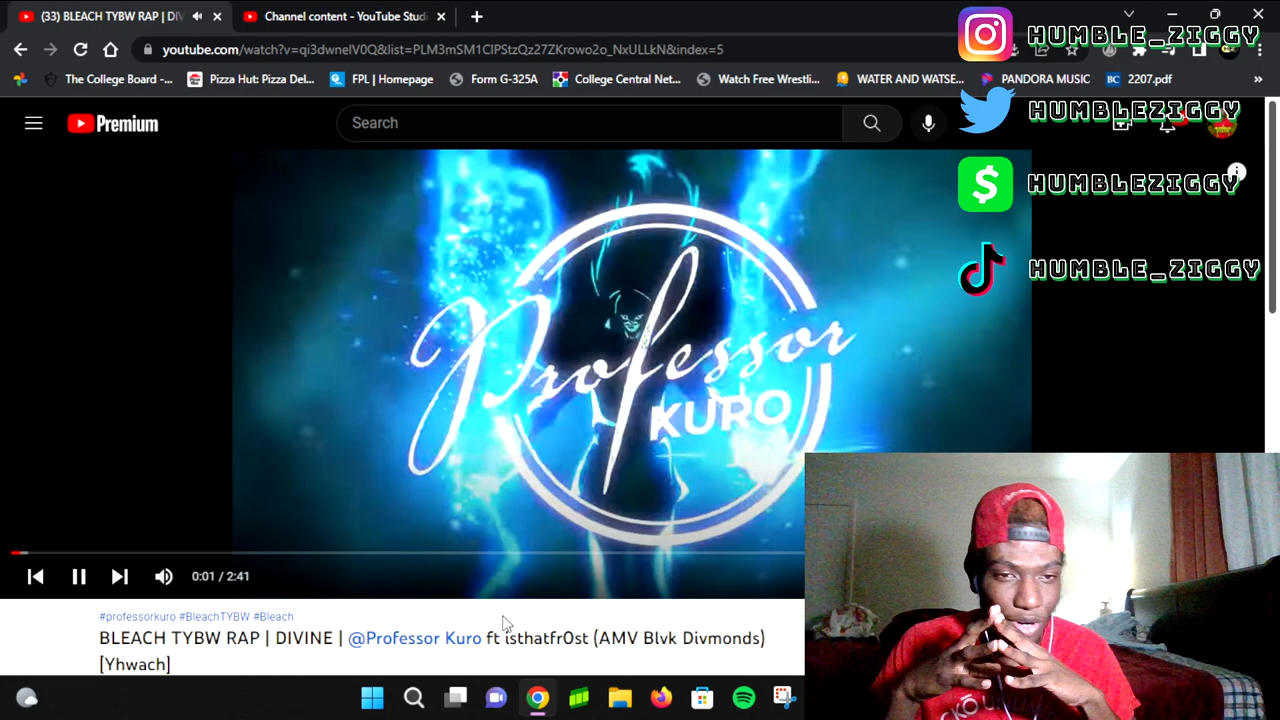 (33) BLEACH TYBW RAP | DIV
Channel content - YouTube Studi
youtube.com/watch?v=qi3dwnelV0Q&list=PLM3mSM1ClPStzQz27ZKrowo2o_NxULLkN&index=5
HUMBLE_ZIGGY
The College Board -...
Pizza Hut: Pizza Del...
FPL | Homepage
Form G-325A
College Central Net...
Watch Free Wrestli...
WATER AND WATSE...
PANDORA MUSIC
BC 2207.pdf
HUMBLEZIGGY
Premium
Search
HUMBLEZIGGY
HUMBLE_ZIGGY
Professor
KURO
0:01 / 2:41
#professorkuro #BleachTYBW #Bleach
BLEACH TYBW RAP | DIVINE | @Professor Kuro ft isthatfr0st (AMV Blvk Divmonds)
[Yhwach]